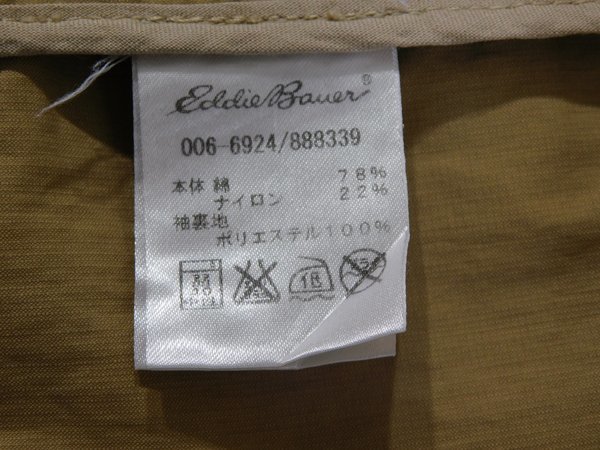 Eddie Bauer®
006-6924/888339
本体 綿 78%
ナイロン 22%
袖裏地
ポリエステル100%
低